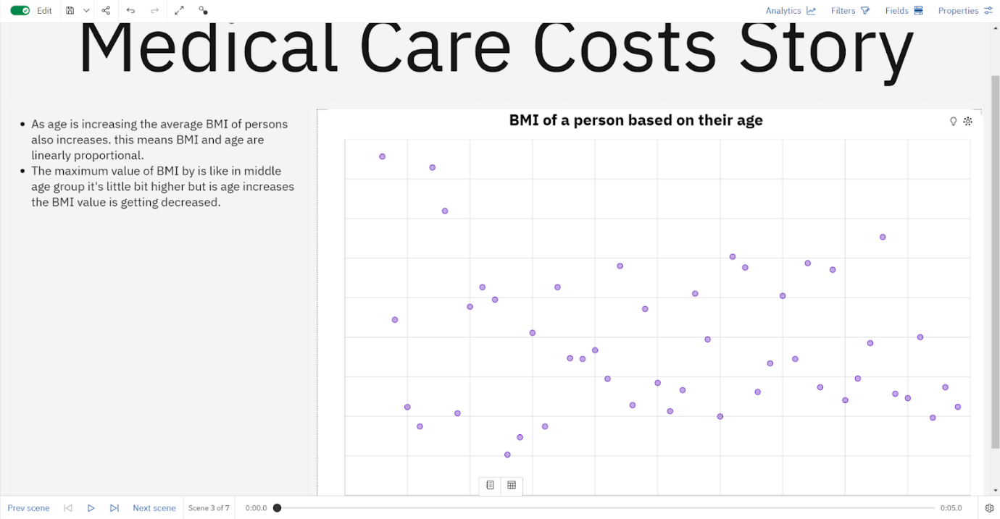 Edit
Analytics
Filters
Fields
Properties
Medical Care Costs Story
• As age is increasing the average BMI of persons
also increases. this means BMI and age are
linearly proportional.
• The maximum value of BMI by is like in middle
age group it's little bit higher but is age increases
the BMI value is getting decreased.
BMI of a person based on their age
Prev scene
Next scene
Scene 3 of 7
0:00.0
0:05.0